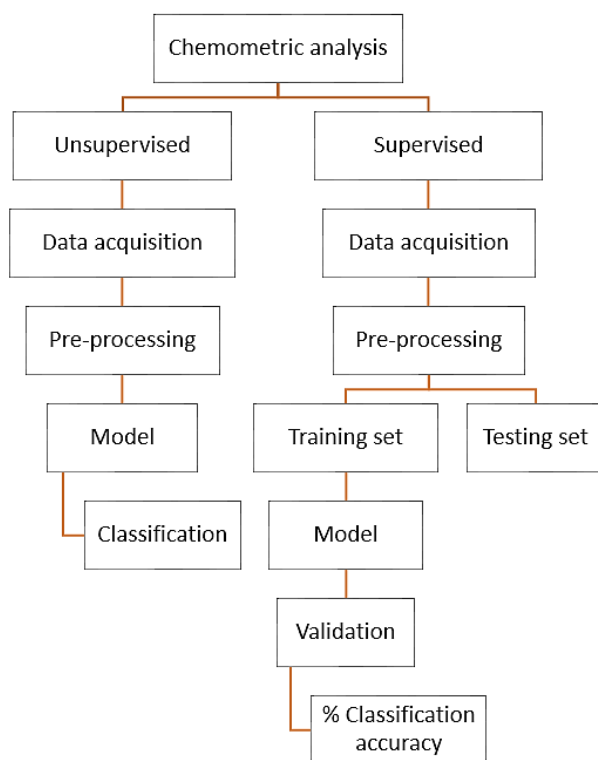 Chemometric analysis
Unsupervised
Supervised
Data acquisition
Data acquisition
Pre-processing
Pre-processing
Model
Training set
Testing set
Classification
Model
Validation
% Classification
accuracy